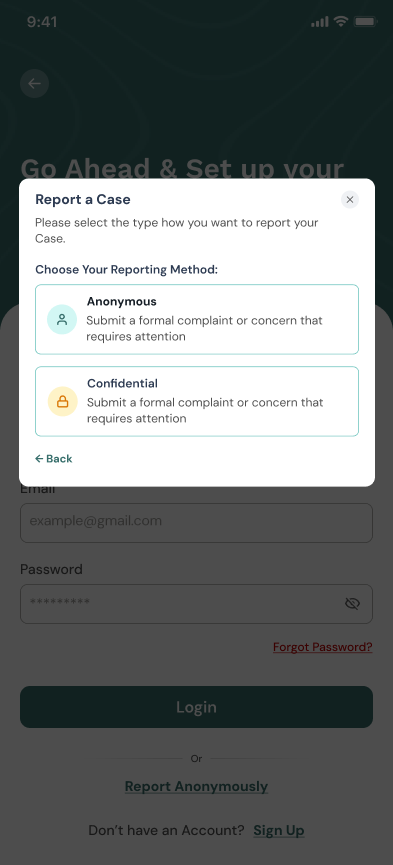 9:41
Go Ahead & Set up your
Report a Case
Please select the type how you want to report your
Case.
Choose Your Reporting Method:
Anonymous
Submit a formal complaint or concern that
requires attention
Confidential
Submit a formal complaint or concern that
requires attention
← Back
Email
example@gmail.com
Password
*********
Forgot Password?
Login
Or
Report Anonymously
Don't have an Account? Sign Up